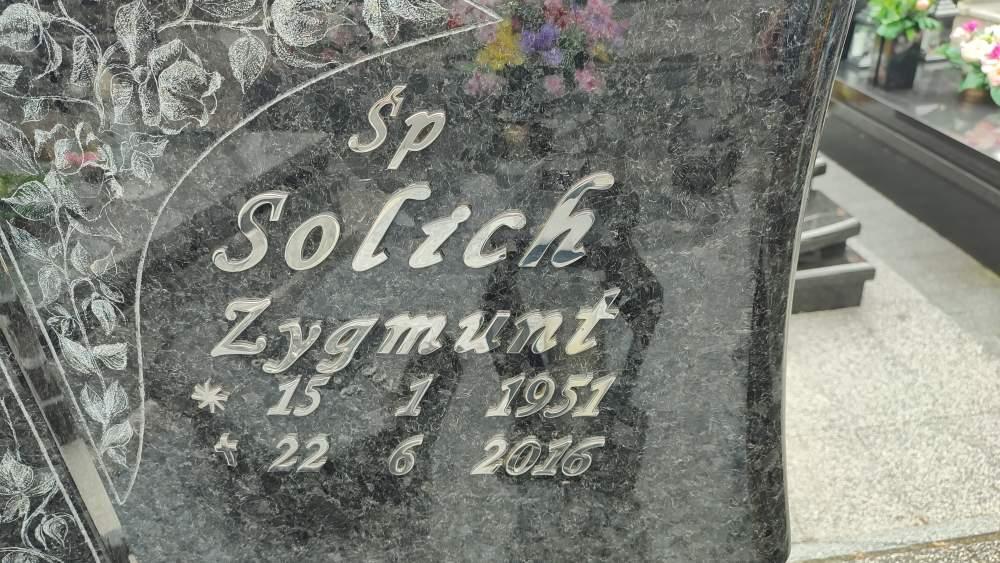 Śp
Solich
Zygmunt
* 15 1 1951
✝ 22 6 2016